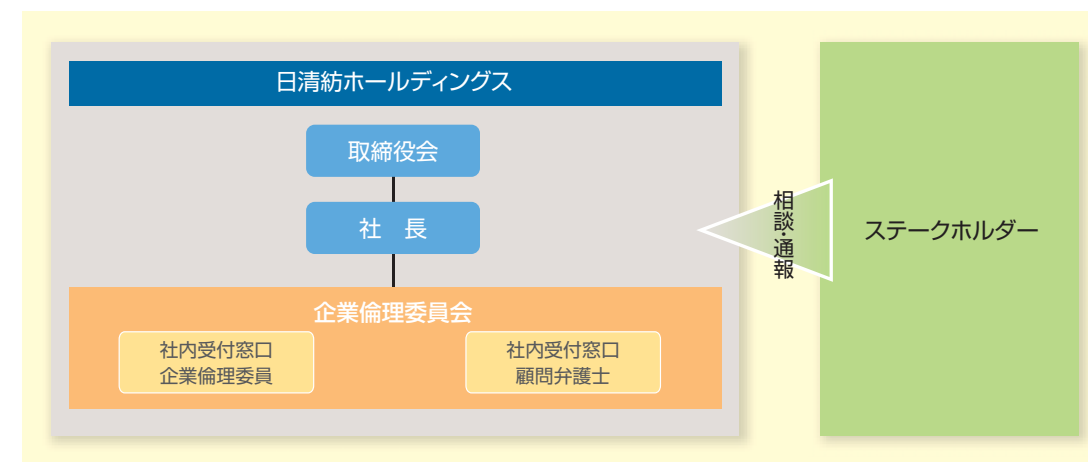 日清紡ホールディングス
取締役会
社　長
企業倫理委員会
社内受付窓口
企業倫理委員
社内受付窓口
顧問弁護士
相談・通報
ステークホルダー